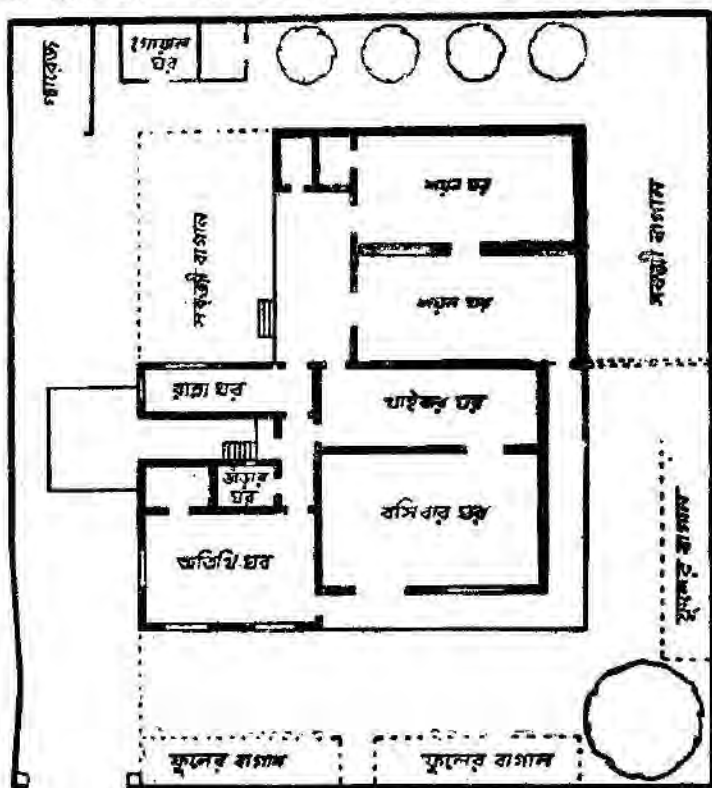 গোয়াল
ঘর
শয়ন ঘর
সব্জী বাগান
সব্জী বাগান
শয়ন ঘর
রান্না ঘর
খাইবার ঘর
ভাঁড়ার
ঘর
বসিবার ঘর
অতিথি ঘর
ফুলের বাগান
ফুলের বাগান
ফুলের বাগান